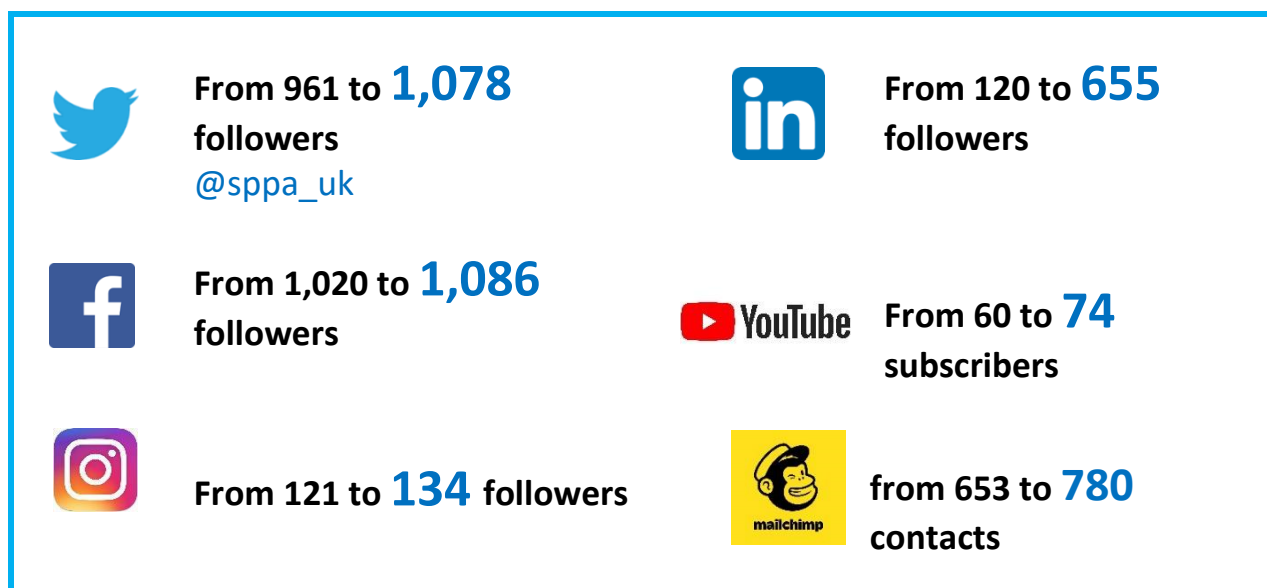 From 961 to 1,078
followers
@sppa_uk
in
From 120 to 655
followers
f
From 1,020 to 1,086
followers
YouTube
From 60 to 74
subscribers
From 121 to 134 followers
mailchimp
from 653 to 780
contacts